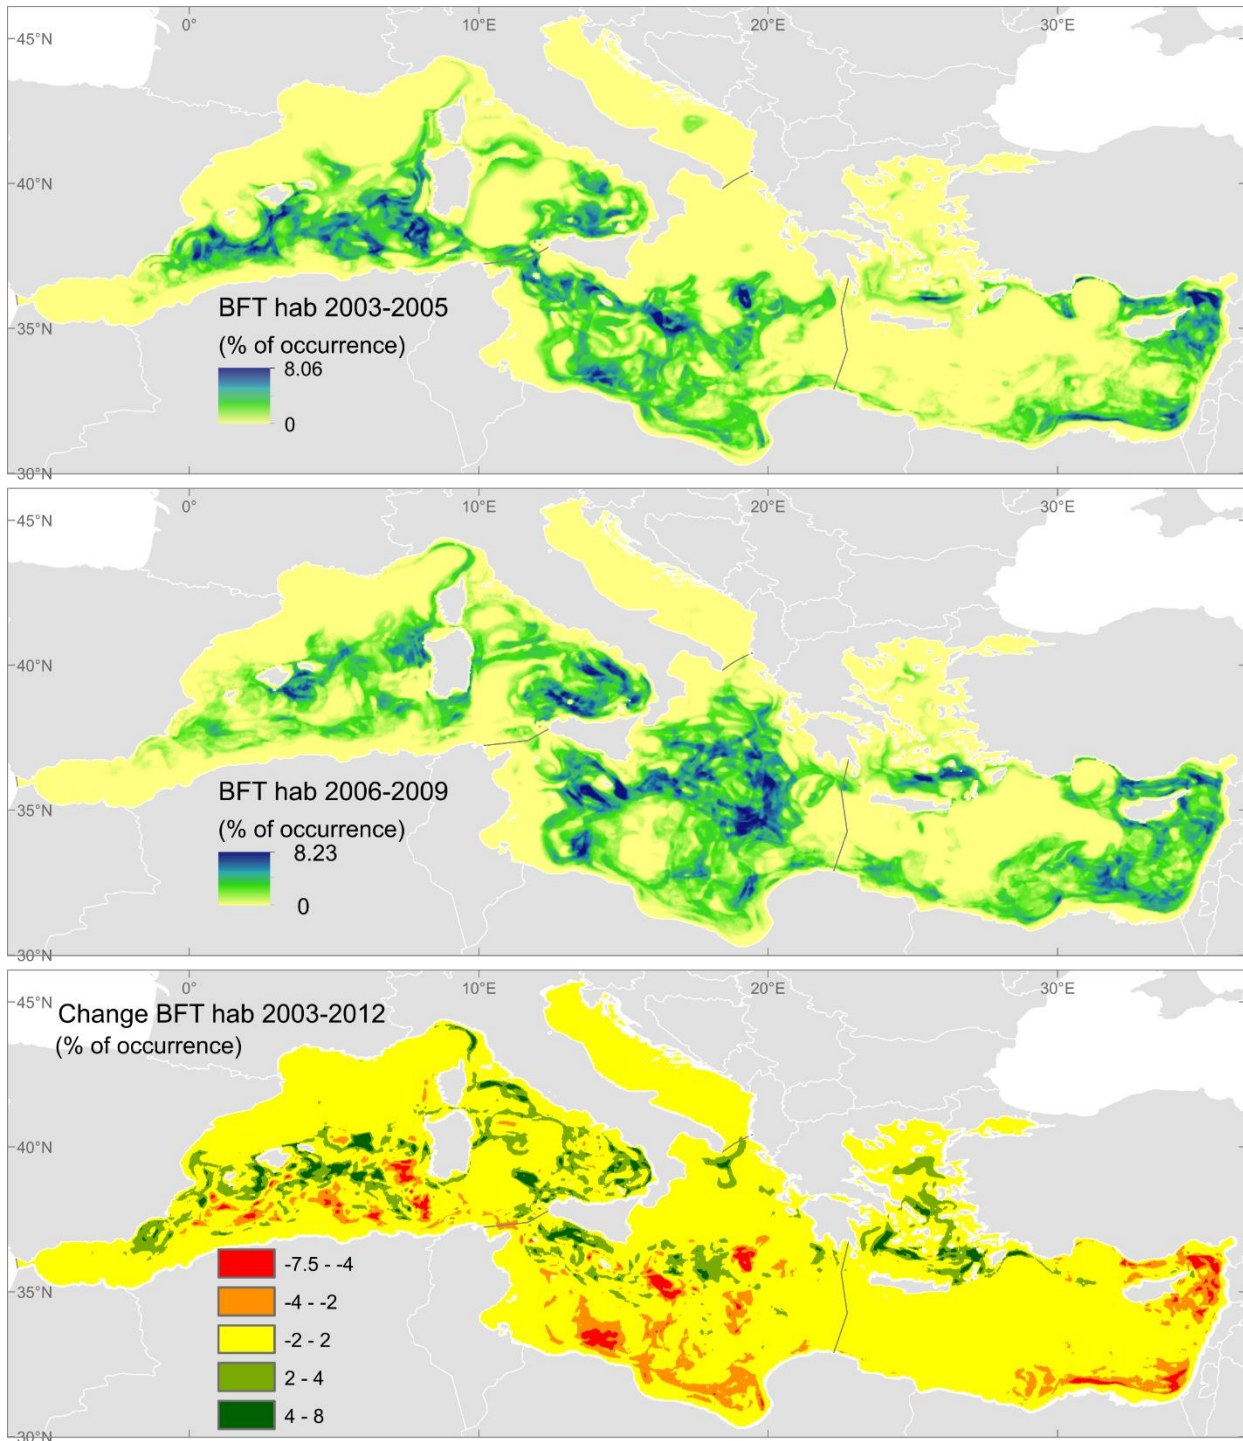 0° 10°E 20°E 30°E
45°N
40°N
35°N
BFT hab 2003-2005
(% of occurrence)
8.06
0
30°N
0° 10°E 20°E 30°E
45°N
40°N
35°N
BFT hab 2006-2009
(% of occurrence)
8.23
0
30°N
0° 10°E 20°E 30°E
45°N
Change BFT hab 2003-2012
(% of occurrence)
40°N
35°N
-7.5 - -4
-4 - -2
-2 - 2
2 - 4
4 - 8
30°N